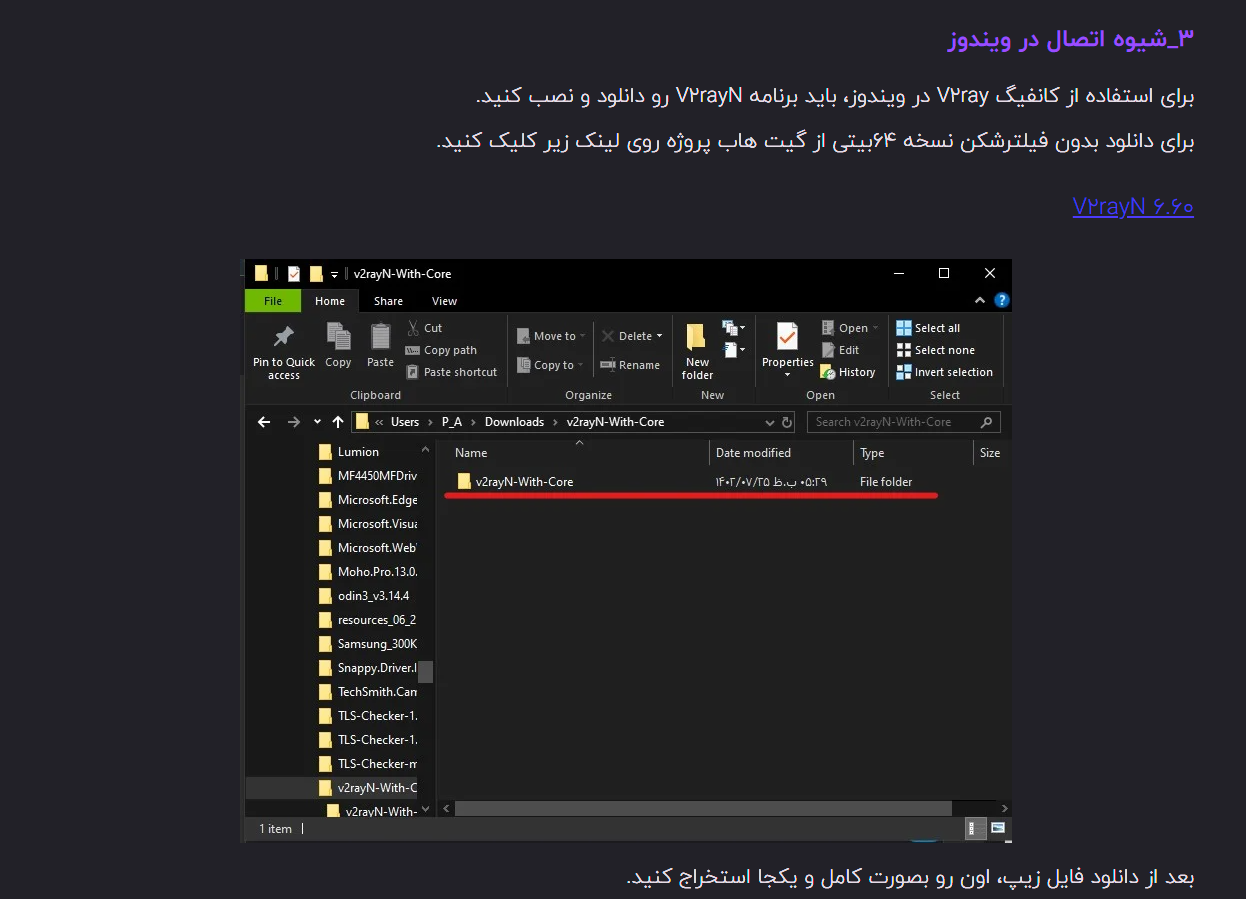 ۳_شیوه اتصال در ویندوز
برای استفاده از کانفیگ V۲ray در ویندوز، باید برنامه V۲rayN رو دانلود و نصب کنید.
برای دانلود بدون فیلترشکن نسخه ۶۴بیتی از گیت هاب پروژه روی لینک زیر کلیک کنید.
V۲rayN ۶.۶۰
v2rayN-With-Core
File Home Share View
Pin to Quick access
Copy
Paste
Cut
Copy path
Paste shortcut
Clipboard
Move to
Copy to
Delete
Rename
Organize
New folder
New
Properties
Open
Edit
History
Open
Select all
Select none
Invert selection
Select
« Users › P_A › Downloads › v2rayN-With-Core
Search v2rayN-With-Core
Name Date modified Type Size
v2rayN-With-Core ۱۴۰۲/۰۷/۲۵ ب.ظ ۰۵:۲۹ File folder
Lumion
MF4450MFDriv
Microsoft.Edge
Microsoft.Visua
Microsoft.Web
Moho.Pro.13.0.
odin3_v3.14.4
resources_06_2
Samsung_300K
Snappy.Driver.I
TechSmith.Cam
TLS-Checker-1.
TLS-Checker-1.
TLS-Checker-m
v2rayN-With-C
v2rayN-With-
1 item
بعد از دانلود فایل زیپ، اون رو بصورت کامل و یکجا استخراج کنید.